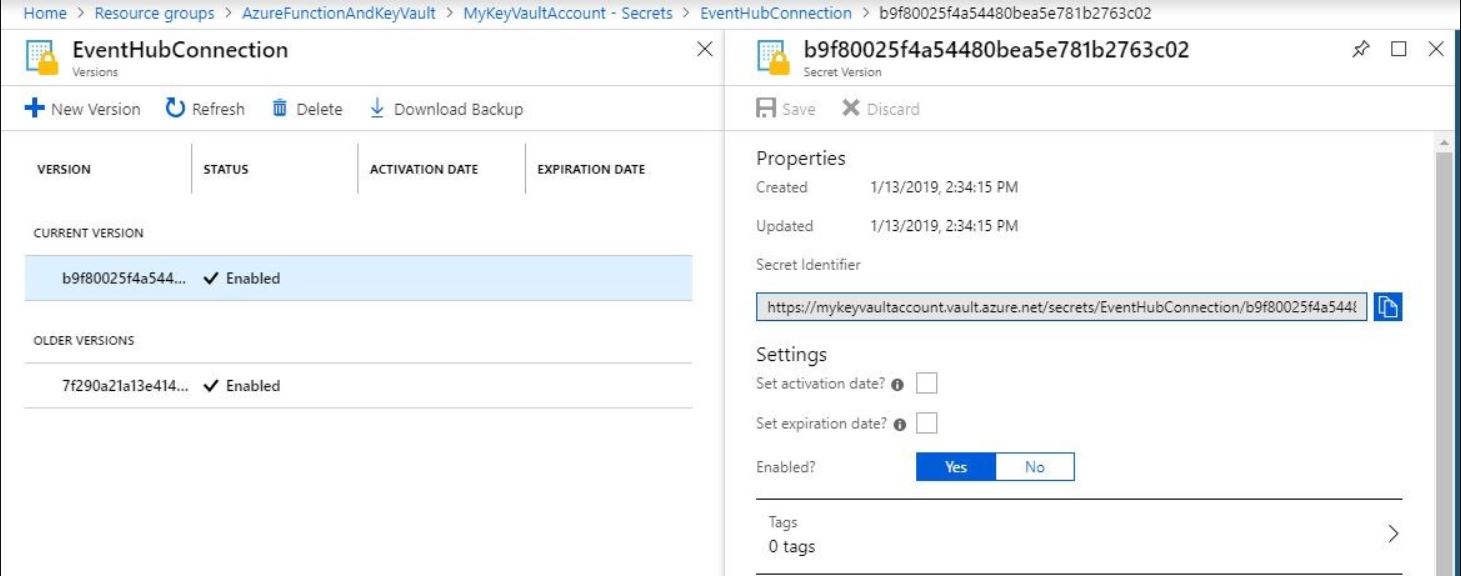 Home > Resource groups > AzureFunctionAndKeyVault > MyKeyVaultAccount - Secrets > EventHubConnection > b9f80025f4a54480bea5e781b2763c02
EventHubConnection
Versions
New Version Refresh Delete Download Backup
VERSION STATUS ACTIVATION DATE EXPIRATION DATE
CURRENT VERSION
b9f80025f4a544... Enabled
OLDER VERSIONS
7f290a21a13e414... Enabled
b9f80025f4a54480bea5e781b2763c02
Secret Version
Save Discard
Properties
Created 1/13/2019, 2:34:15 PM
Updated 1/13/2019, 2:34:15 PM
Secret Identifier
https://mykeyvaultaccount.vault.azure.net/secrets/EventHubConnection/b9f80025f4a5448
Settings
Set activation date?
Set expiration date?
Enabled? Yes No
Tags
0 tags